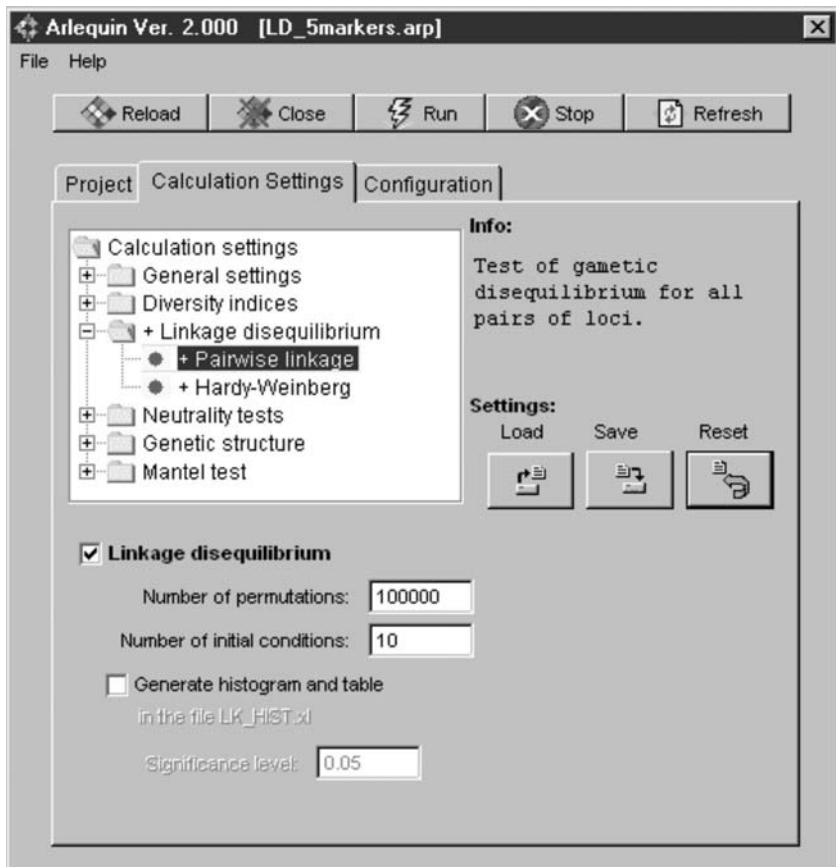 Arlequin Ver. 2.000 [LD_5markers.arp]
File Help
Reload Close Run Stop Refresh
Project Calculation Settings Configuration
Calculation settings
General settings
Diversity indices
+ Linkage disequilibrium
+ Pairwise linkage
+ Hardy-Weinberg
Neutrality tests
Genetic structure
Mantel test
Info:
Test of gametic
disequilibrium for all
pairs of loci.
Settings:
Load Save Reset
Linkage disequilibrium
Number of permutations: 100000
Number of initial conditions: 10
Generate histogram and table
in the file LK_HIST.xl
Significance level: 0.05